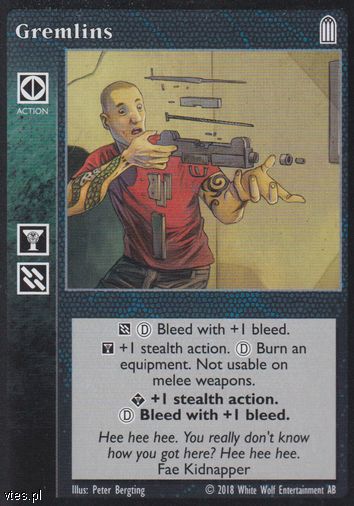 Gremlins
ACTION
D Bleed with +1 bleed.
+1 stealth action. D Burn an
equipment. Not usable on
melee weapons.
+1 stealth action.
D Bleed with +1 bleed.
Hee hee hee. You really don't know
how you got here? Hee hee hee.
Fae Kidnapper
Illus: Peter Bergting © 2018 White Wolf Entertainment AB
vtes.pl